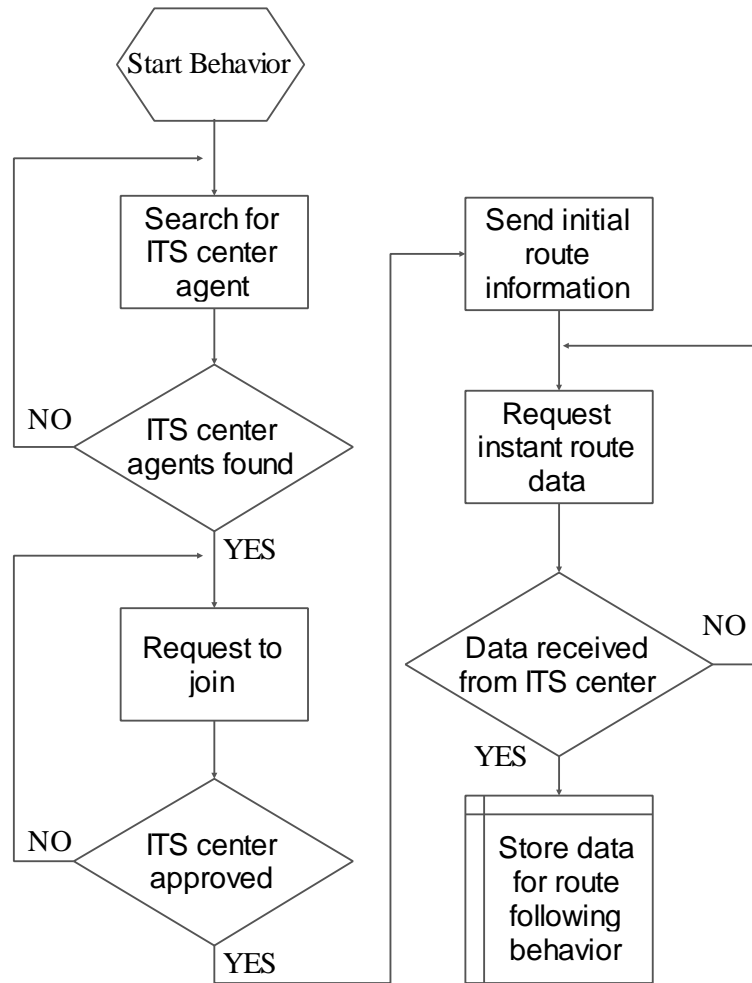 Start Behavior
Search for
ITS center
agent
NO
ITS center
agents found
YES
Request to
join
NO
ITS center
approved
YES
Send initial
route
information
Request
instant route
data
NO
Data received
from ITS center
YES
Store data
for route
following
behavior